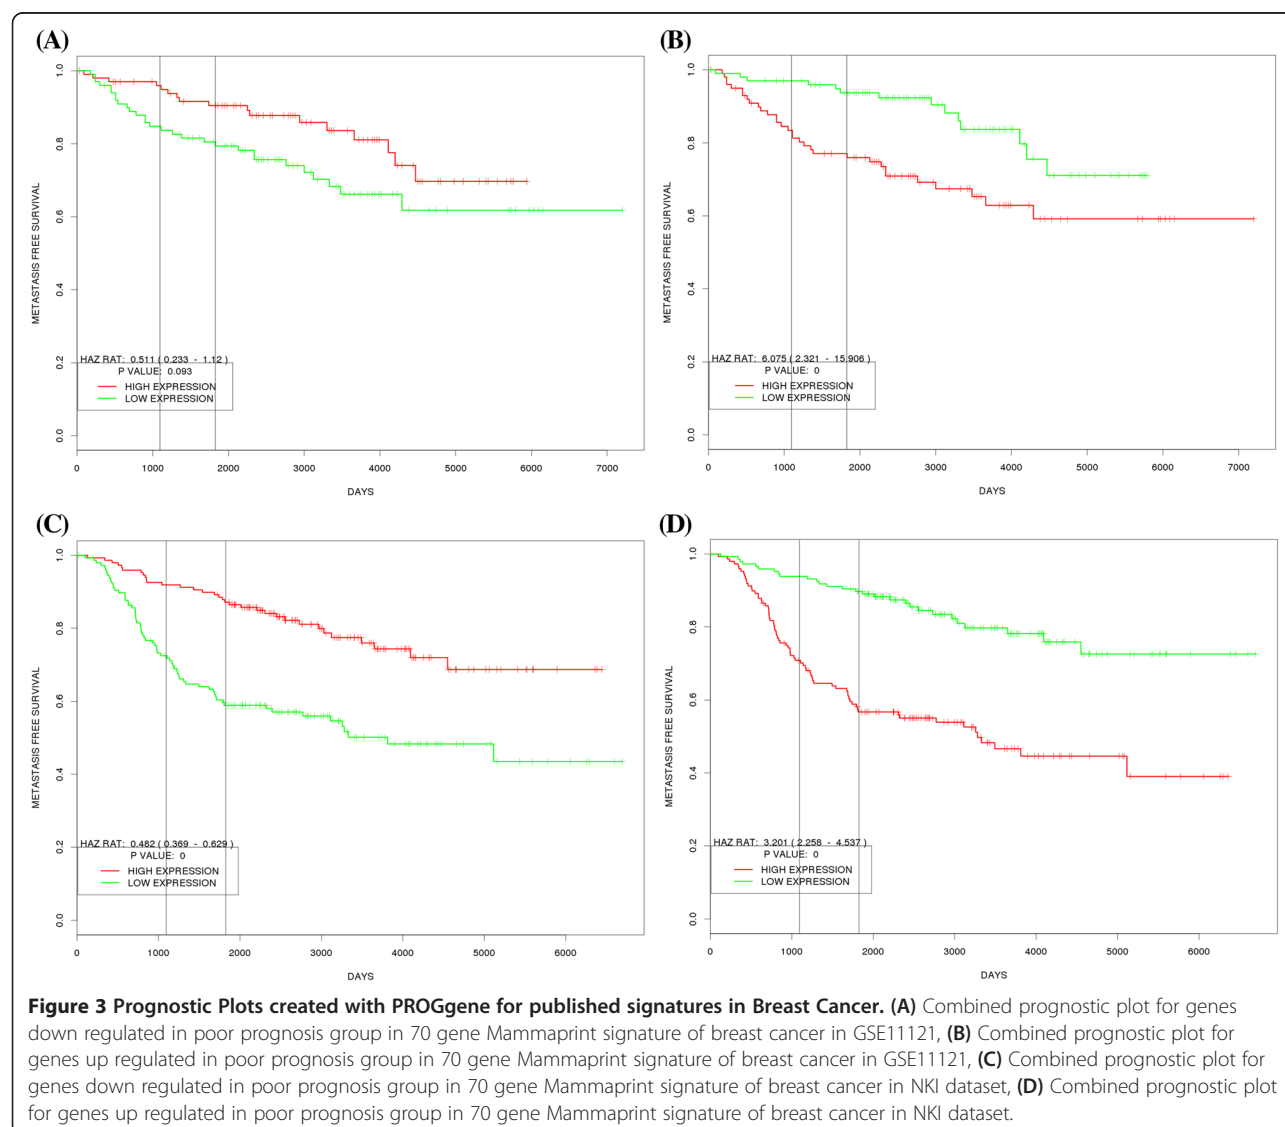 (A)
METASTASIS FREE SURVIVAL
1.0
0.8
0.6
0.4
0.2
0.0
HAZ RAT: 0.511 ( 0.233 - 1.12 )
P VALUE: 0.093
HIGH EXPRESSION
LOW EXPRESSION
0 1000 2000 3000 4000 5000 6000 7000
DAYS
(B)
METASTASIS FREE SURVIVAL
1.0
0.8
0.6
0.4
0.2
0.0
HAZ RAT: 6.075 ( 2.321 - 15.906 )
P VALUE: 0
HIGH EXPRESSION
LOW EXPRESSION
0 1000 2000 3000 4000 5000 6000 7000
DAYS
(C)
METASTASIS FREE SURVIVAL
1.0
0.8
0.6
0.4
0.2
0.0
HAZ RAT: 0.482 ( 0.369 - 0.629 )
P VALUE: 0
HIGH EXPRESSION
LOW EXPRESSION
0 1000 2000 3000 4000 5000 6000
DAYS
(D)
METASTASIS FREE SURVIVAL
1.0
0.8
0.6
0.4
0.2
0.0
HAZ RAT: 3.201 ( 2.258 - 4.537 )
P VALUE: 0
HIGH EXPRESSION
LOW EXPRESSION
0 1000 2000 3000 4000 5000 6000
DAYS
Figure 3 Prognostic Plots created with PROGgene for published signatures in Breast Cancer. (A) Combined prognostic plot for genes
down regulated in poor prognosis group in 70 gene Mammaprint signature of breast cancer in GSE11121, (B) Combined prognostic plot for
genes up regulated in poor prognosis group in 70 gene Mammaprint signature of breast cancer in GSE11121, (C) Combined prognostic plot for
genes down regulated in poor prognosis group in 70 gene Mammaprint signature of breast cancer in NKI dataset, (D) Combined prognostic plot
for genes up regulated in poor prognosis group in 70 gene Mammaprint signature of breast cancer in NKI dataset.